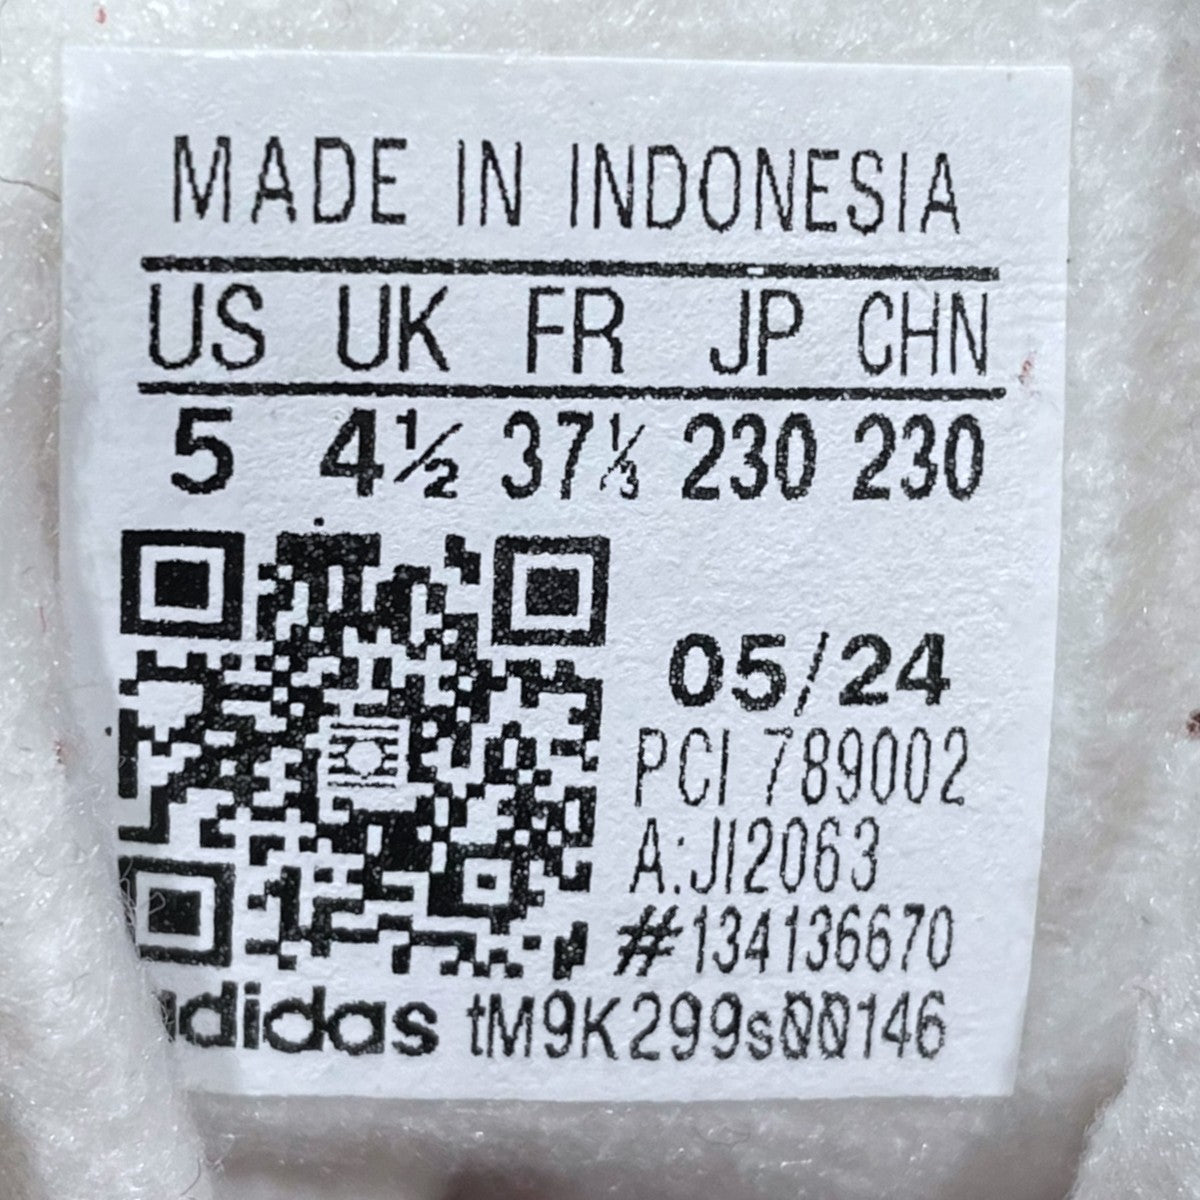 MADE IN INDONESIA
US UK FR JP CHN
5 4½ 37⅓ 230 230
05/24
PCI 789002
A:JI2063
#134136670
adidas tM9K299s00146